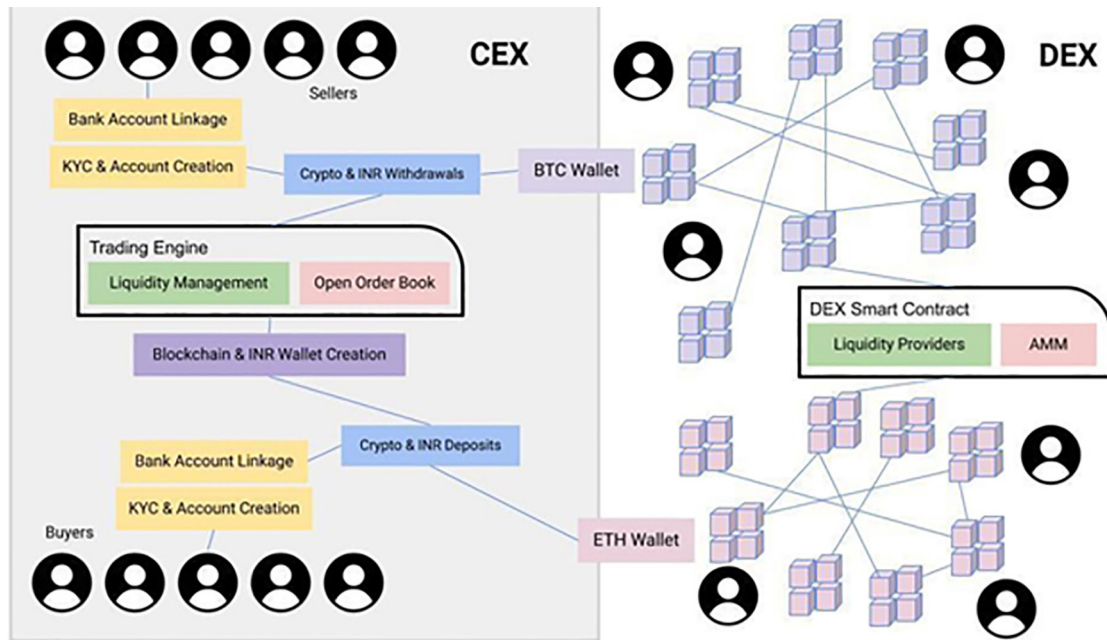 CEX
DEX
Sellers
Bank Account Linkage
KYC & Account Creation
Crypto & INR Withdrawals
BTC Wallet
Trading Engine
Liquidity Management
Open Order Book
DEX Smart Contract
Liquidity Providers
AMM
Blockchain & INR Wallet Creation
Crypto & INR Deposits
Bank Account Linkage
KYC & Account Creation
Buyers
ETH Wallet